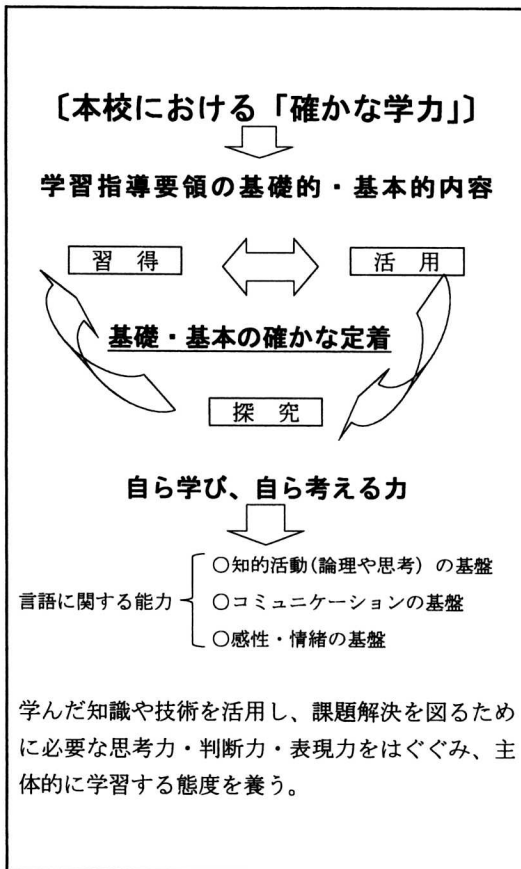 〔本校における「確かな学力」〕
学習指導要領の基礎的・基本的内容
習得
活用
基礎・基本の確かな定着
探究
自ら学び、自ら考える力
○知的活動(論理や思考)の基盤
言語に関する能力
○コミュニケーションの基盤
○感性・情緒の基盤
学んだ知識や技術を活用し、課題解決を図るため
に必要な思考力・判断力・表現力をはぐぐみ、主
体的に学習する態度を養う。